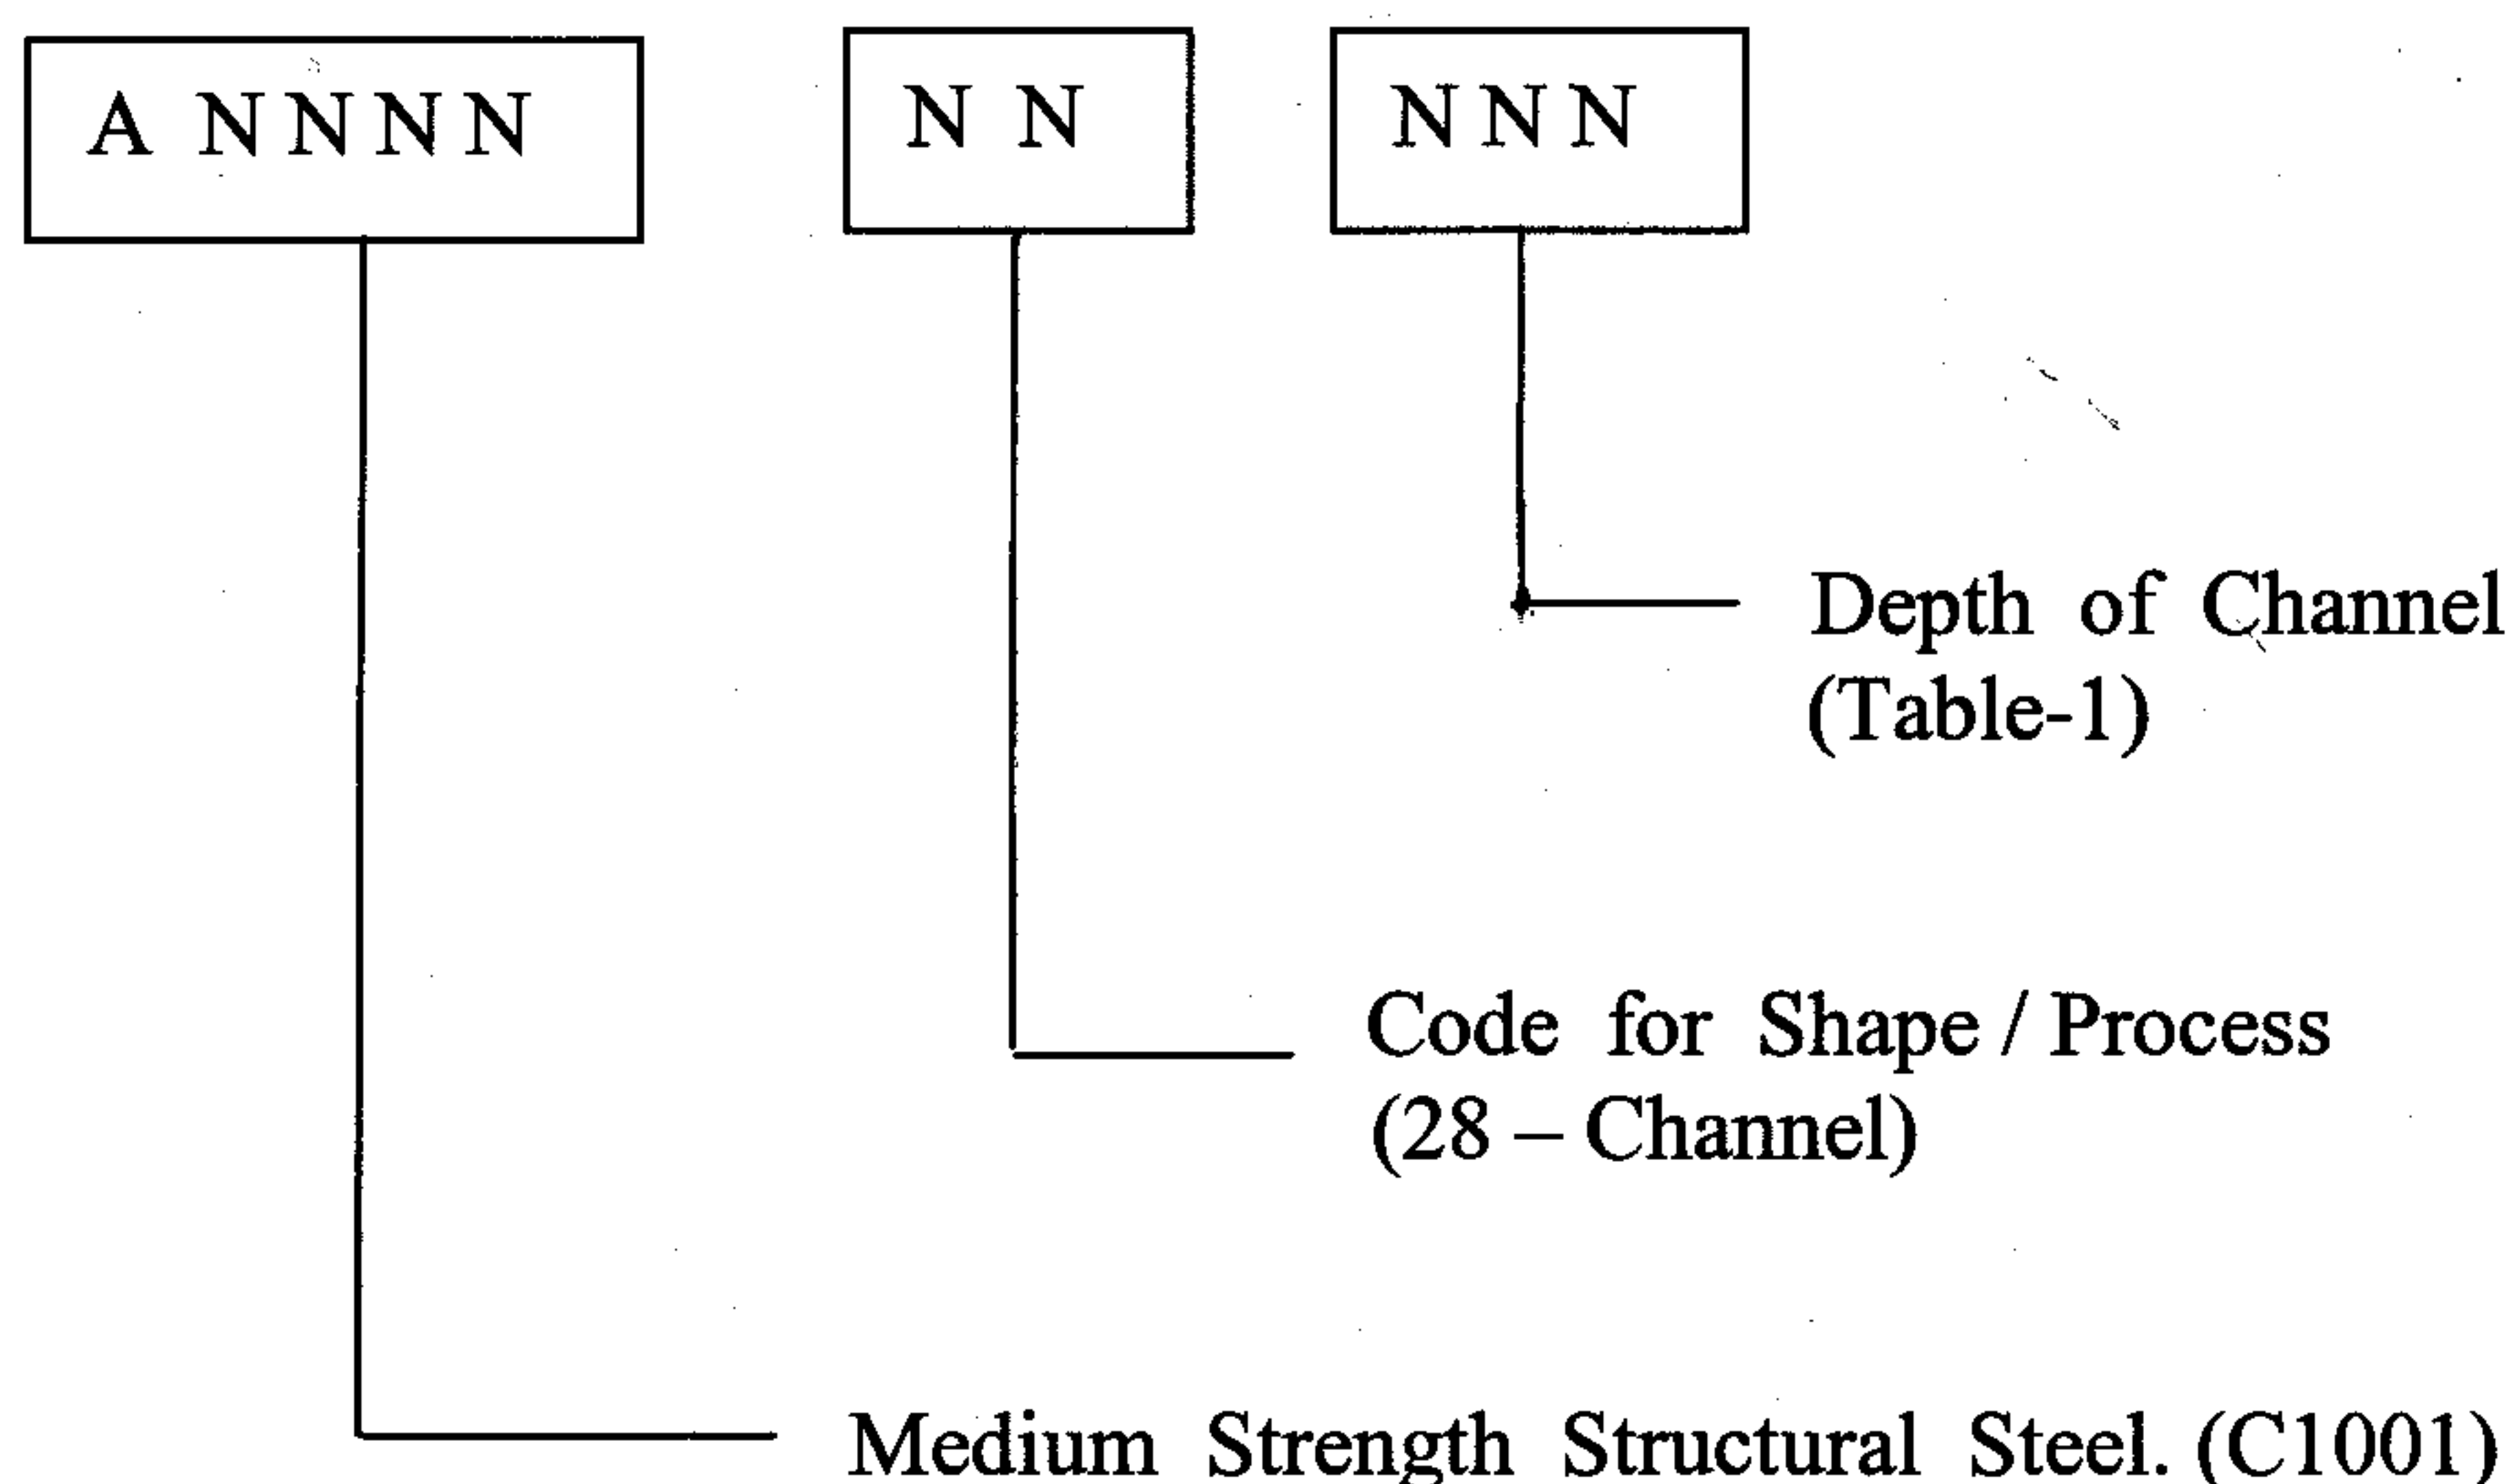 A NNNN
N N
NNN
Depth of Channel
(Table-1)
Code for Shape / Process
(28 – Channel)
Medium Strength Structural Steel. (C1001)